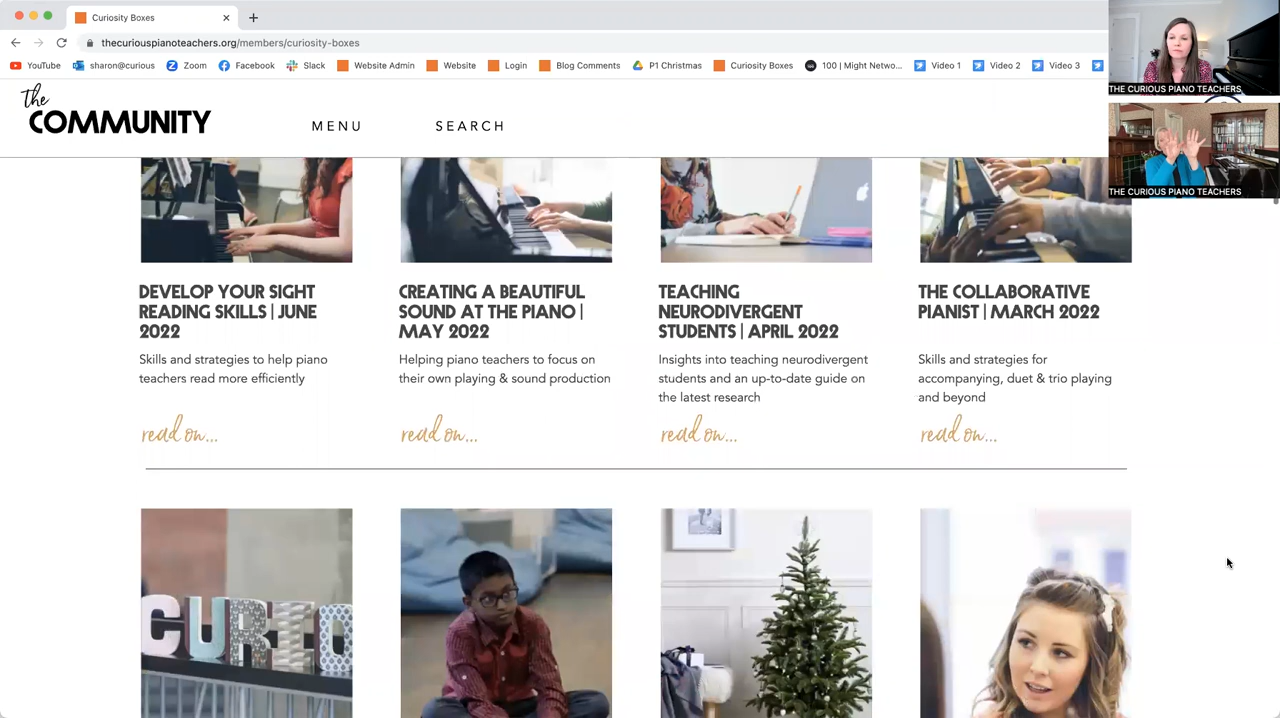 Curiosity Boxes
thecuriouspianoteachers.org/members/curiosity-boxes
YouTube sharon@curious Zoom Facebook Slack Website Admin Website Login Blog Comments P1 Christmas Curiosity Boxes 100 | Might Netwo... Video 1 Video 2 Video 3
THE CURIOUS PIANO TEACHERS
THE CURIOUS PIANO TEACHERS
the
COMMUNITY
MENU SEARCH
DEVELOP YOUR SIGHT
READING SKILLS | JUNE
2022
Skills and strategies to help piano
teachers read more efficiently
read on...
CREATING A BEAUTIFUL
SOUND AT THE PIANO |
MAY 2022
Helping piano teachers to focus on
their own playing & sound production
read on...
TEACHING
NEURODIVERGENT
STUDENTS | APRIL 2022
Insights into teaching neurodivergent
students and an up-to-date guide on
the latest research
read on...
THE COLLABORATIVE
PIANIST | MARCH 2022
Skills and strategies for
accompanying, duet & trio playing
and beyond
read on...
CURIO